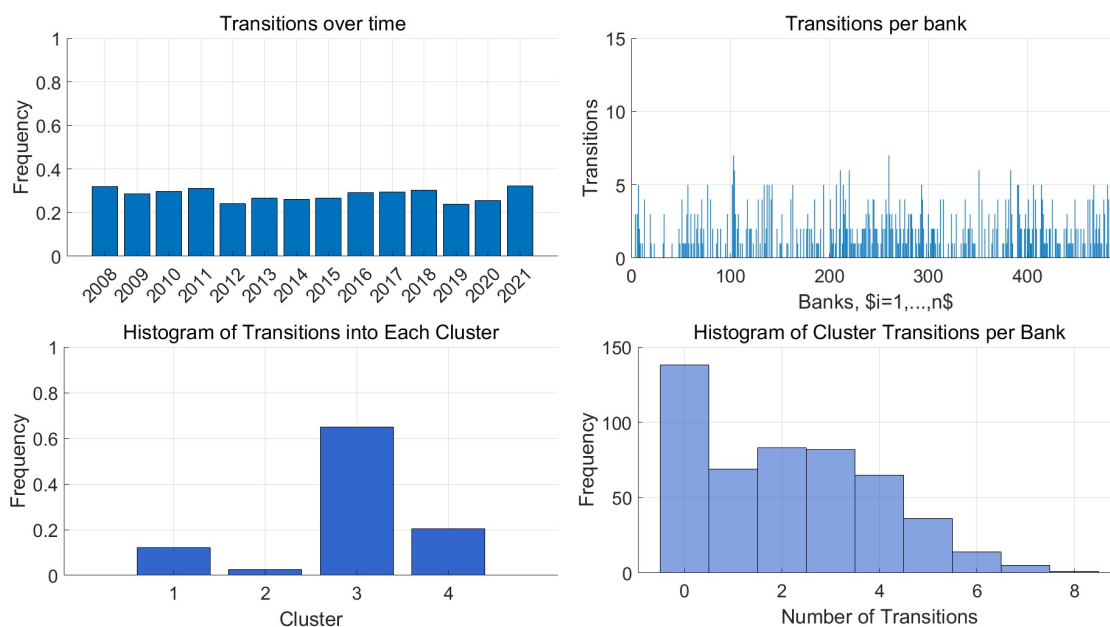 Transitions over time
1
0.8
0.6
0.4
0.2
0
Frequency
2008 2009 2010 2011 2012 2013 2014 2015 2016 2017 2018 2019 2020 2021
Transitions per bank
15
10
5
0
Transitions
0 100 200 300 400
Banks, $i=1,...,n$
Histogram of Transitions into Each Cluster
1
0.8
0.6
0.4
0.2
0
Frequency
1 2 3 4
Cluster
Histogram of Cluster Transitions per Bank
150
100
50
0
Frequency
0 2 4 6 8
Number of Transitions